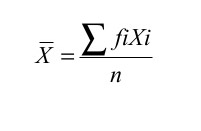 X̅ = ∑ fiXi / n